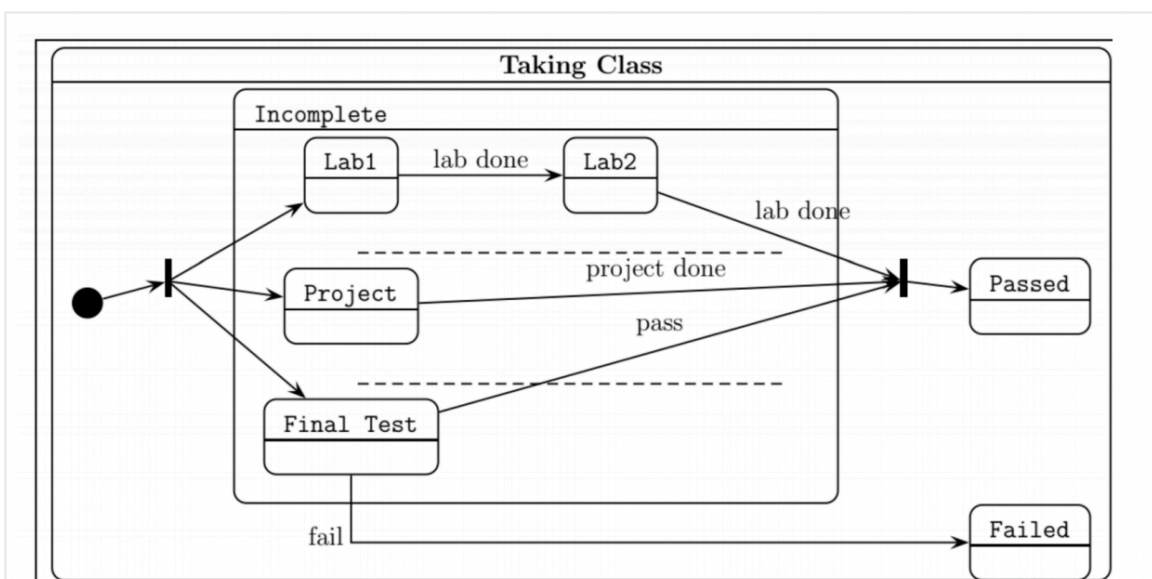 Taking Class
Incomplete
Lab1
lab done
Lab2
lab done
project done
Project
Passed
pass
Final Test
fail
Failed